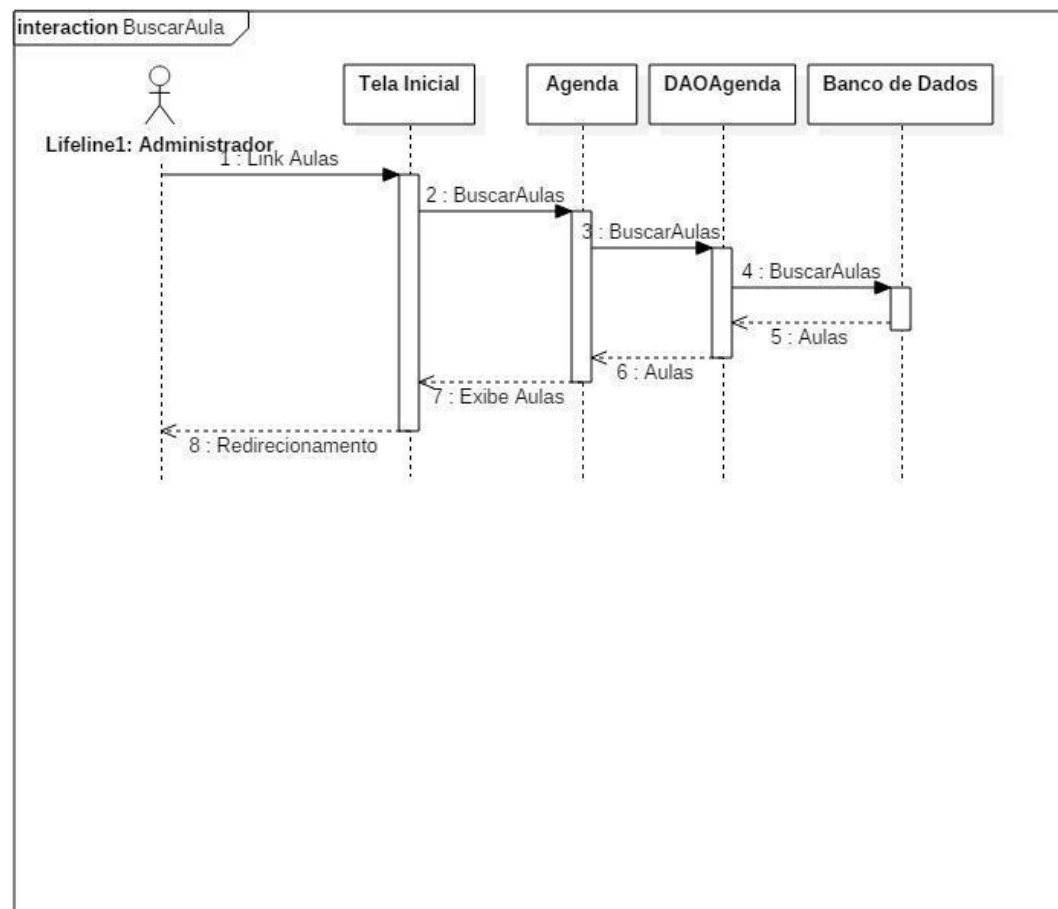 interaction BuscarAula
Tela Inicial
Agenda
DAOAgenda
Banco de Dados
Lifeline1: Administrador
1 : Link Aulas
2 : BuscarAulas
3 : BuscarAulas
4 : BuscarAulas
5 : Aulas
6 : Aulas
7 : Exibe Aulas
8 : Redirecionamento